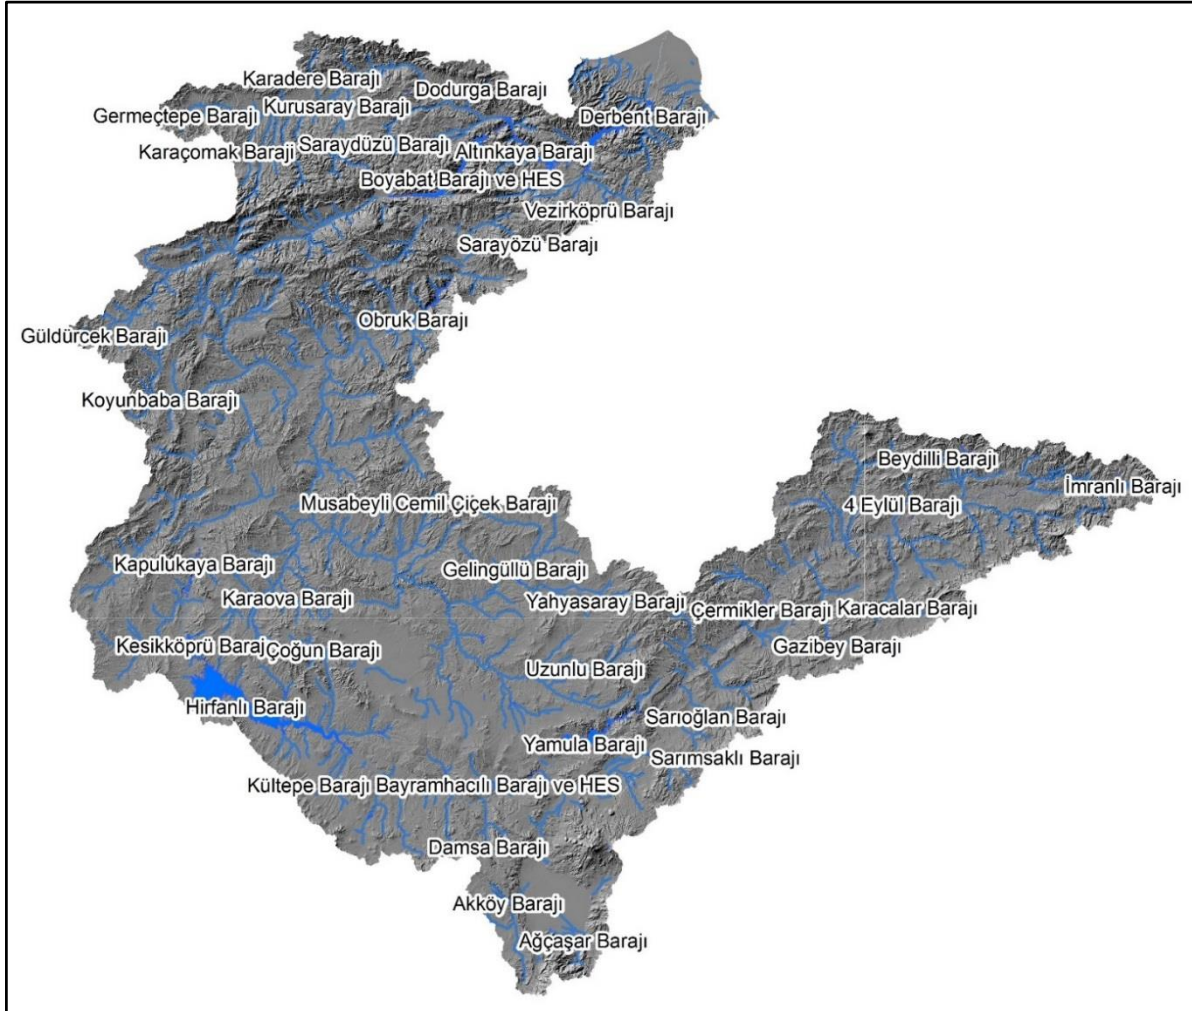 Karadere Barajı
Dodurga Barajı
Kurusaray Barajı
Germeçtepe Barajı
Derbent Barajı
Saraydüzü Barajı
Altınkaya Barajı
Karaçomak Baraji
Boyabat Barajı ve HES
Vezirköprü Barajı
Sarayözü Barajı
Obruk Barajı
Güldürcek Barajı
Koyunbaba Barajı
Beydilli Barajı
İmranlı Barajı
Musabeyli Cemil Çiçek Barajı
4 Eylül Barajı
Kapulukaya Barajı
Gelingüllü Barajı
Karaova Barajı
Yahyasaray Barajı
Çermikler Barajı
Karacalar Barajı
Kesikköprü Baraj
Çoğun Barajı
Gazibey Barajı
Uzunlu Barajı
Hirfanlı Barajı
Sarıoğlan Barajı
Yamula Barajı
Sarımsaklı Barajı
Kültepe Barajı
Bayramhacılı Barajı ve HES
Damsa Barajı
Akköy Barajı
Ağçaşar Barajı